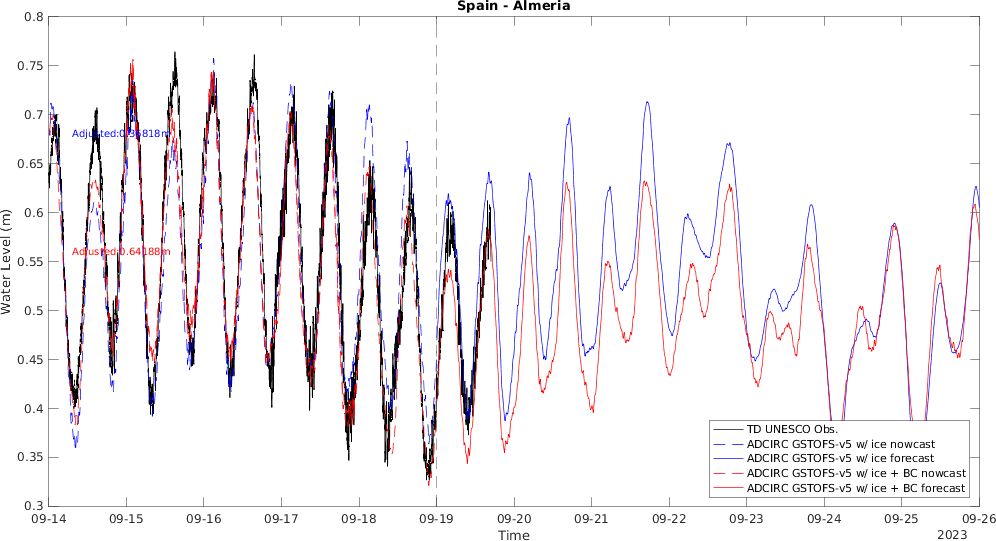 Spain - Almeria
0.8
0.75
0.7
0.65
0.6
0.55
0.5
0.45
0.4
0.35
0.3
Water Level (m)
Adjusted:0.36818m
Adjusted:0.64188m
TD UNESCO Obs.
ADCIRC GSTOFS-v5 w/ ice nowcast
ADCIRC GSTOFS-v5 w/ ice forecast
ADCIRC GSTOFS-v5 w/ ice + BC nowcast
ADCIRC GSTOFS-v5 w/ ice + BC forecast
09-14 09-15 09-16 09-17 09-18 09-19 09-20 09-21 09-22 09-23 09-24 09-25 09-26
Time
2023